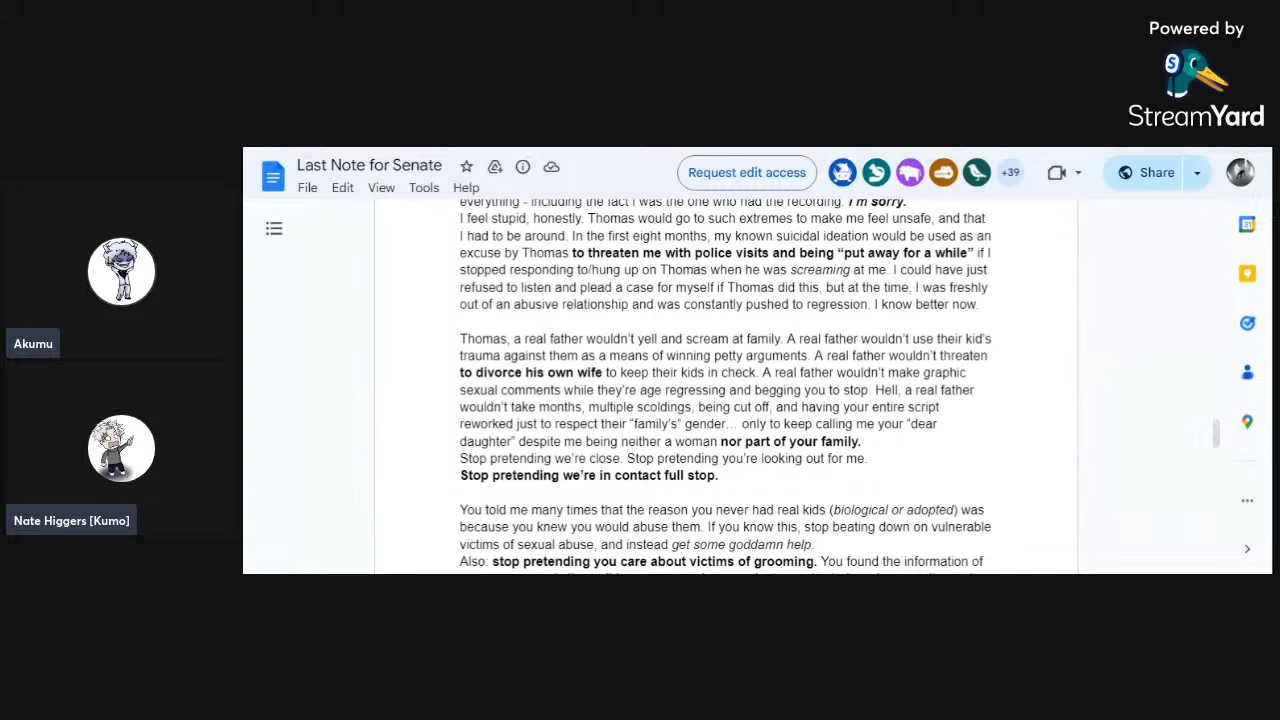 Powered by
StreamYard
Last Note for Senate
File Edit View Tools Help
Request edit access
+39
Share
everything - including the fact I was the one who had the recording. I'm sorry.
I feel stupid, honestly. Thomas would go to such extremes to make me feel unsafe, and that
I had to be around. In the first eight months, my known suicidal ideation would be used as an
excuse by Thomas to threaten me with police visits and being “put away for a while” if I
stopped responding to/hung up on Thomas when he was screaming at me. I could have just
refused to listen and plead a case for myself if Thomas did this, but at the time, I was freshly
out of an abusive relationship and was constantly pushed to regression. I know better now.
Thomas, a real father wouldn’t yell and scream at family. A real father wouldn’t use their kid’s
trauma against them as a means of winning petty arguments. A real father wouldn’t threaten
to divorce his own wife to keep their kids in check. A real father wouldn’t make graphic
sexual comments while they’re age regressing and begging you to stop. Hell, a real father
wouldn’t take months, multiple scoldings, being cut off, and having your entire script
reworked just to respect their “family’s” gender… only to keep calling me your “dear
daughter” despite me being neither a woman nor part of your family.
Stop pretending we’re close. Stop pretending you’re looking out for me.
Stop pretending we’re in contact full stop.
You told me many times that the reason you never had real kids (biological or adopted) was
because you knew you would abuse them. If you know this, stop beating down on vulnerable
victims of sexual abuse, and instead get some goddamn help.
Also: stop pretending you care about victims of grooming. You found the information of
Akumu
Nate Higgers [Kumo]